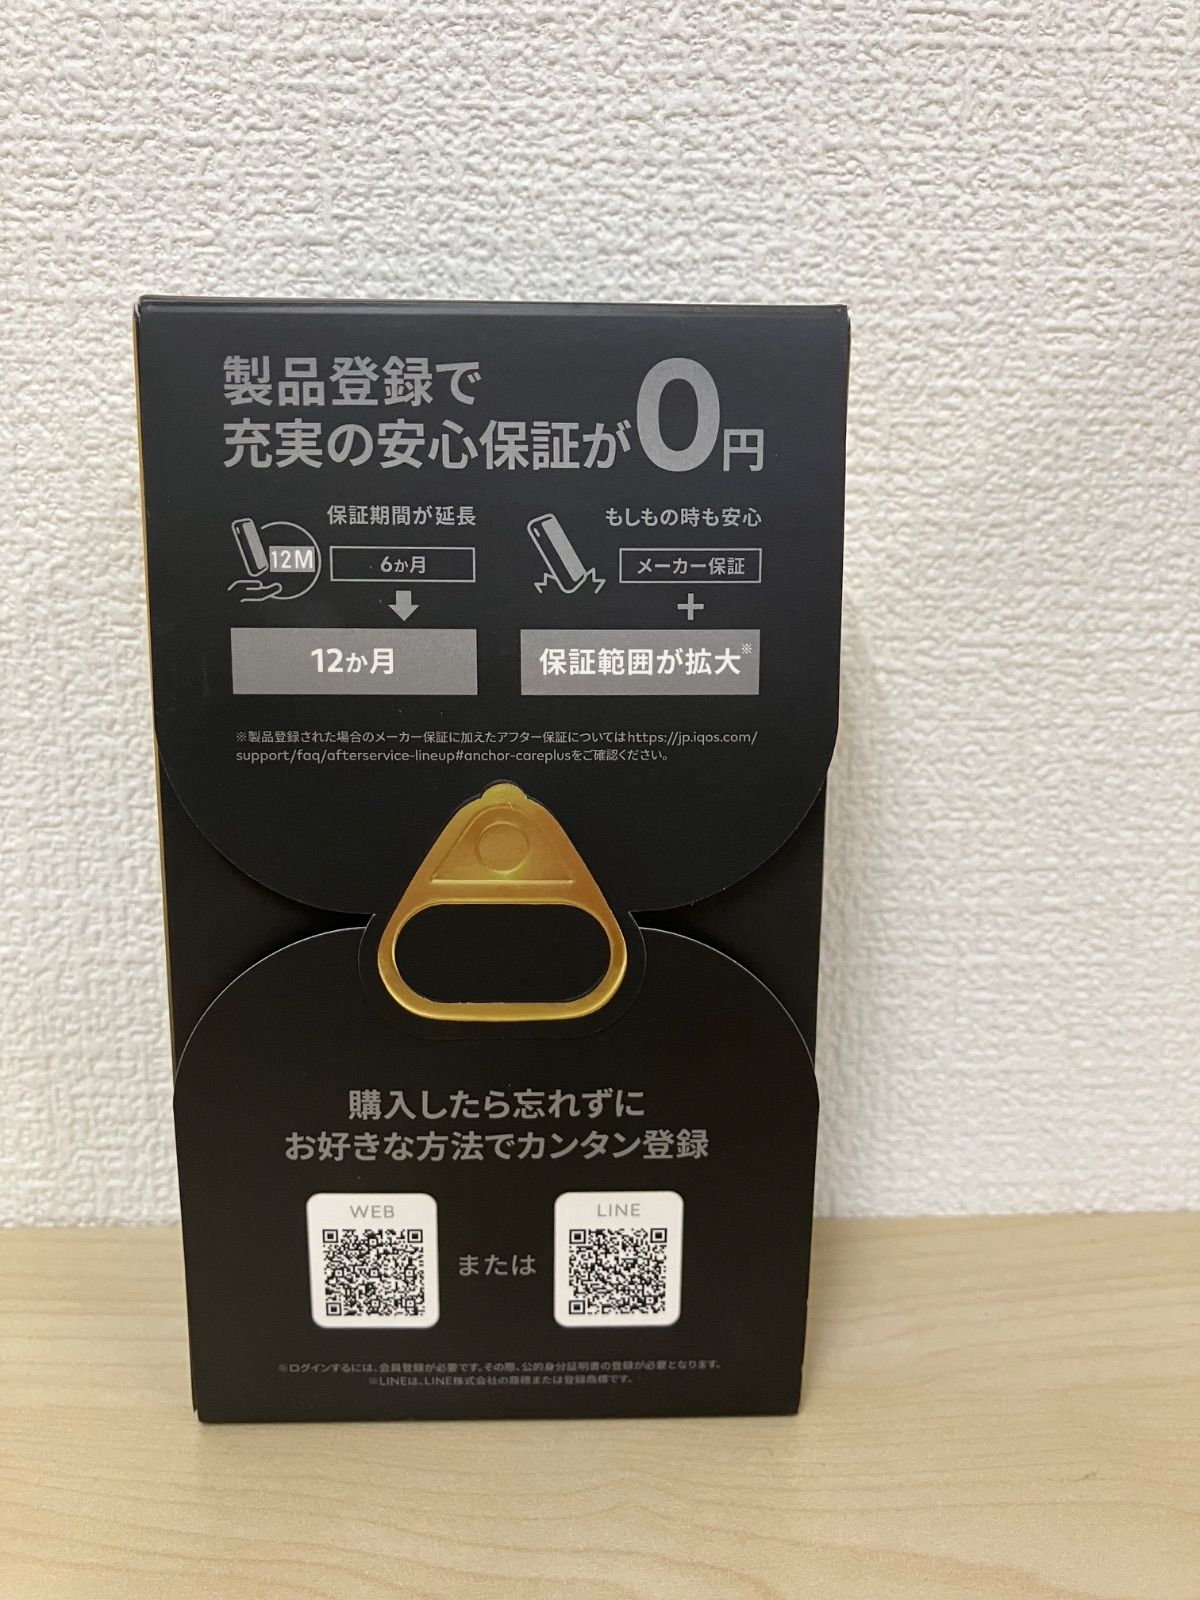 製品登録で
充実の安心保証が0円
保証期間が延長
12M
6か月
12か月
もしもの時も安心
メーカー保証
+
保証範囲が拡大※
※製品登録された場合のメーカー保証に加えたアフター保証についてはhttps://jp.iqos.com/
support/faq/afterservice-lineup#anchor-careplusをご確認ください。
購入したら忘れずに
お好きな方法でカンタン登録
WEB
または
LINE
※ログインするには、会員登録が必要です。その際、公的身分証明書の登録が必要となります。
※LINEは、LINE株式会社の商標または登録商標です。